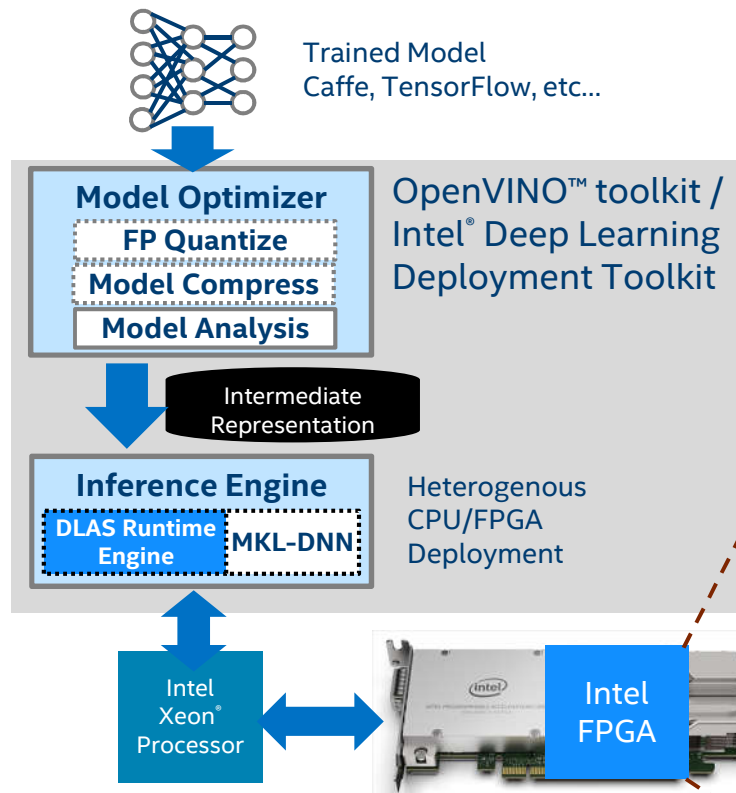 Trained Model
Caffe, TensorFlow, etc...
Model Optimizer
FP Quantize
Model Compress
Model Analysis
OpenVINO™ toolkit /
Intel® Deep Learning
Deployment Toolkit
Intermediate
Representation
Inference Engine
DLAS Runtime
Engine
MKL-DNN
Heterogenous
CPU/FPGA
Deployment
Intel
Xeon®
Processor
intel
Intel
FPGA